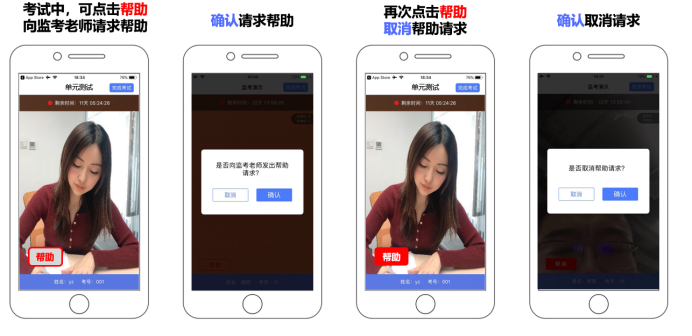 考试中，可点击帮助
向监考老师请求帮助
App Store
18:34
76%
单元测试
完成考试
剩余时间：11天 05:24:26
帮助
姓名：yt 考号：001
确认请求帮助
是否向监考老师发出帮助
请求?
取消
确认
再次点击帮助
取消帮助请求
App Store
18:34
76%
单元测试
完成考试
剩余时间：11天 05:24:26
帮助
姓名：yt 考号：001
确认取消请求
是否取消帮助请求?
取消
确认